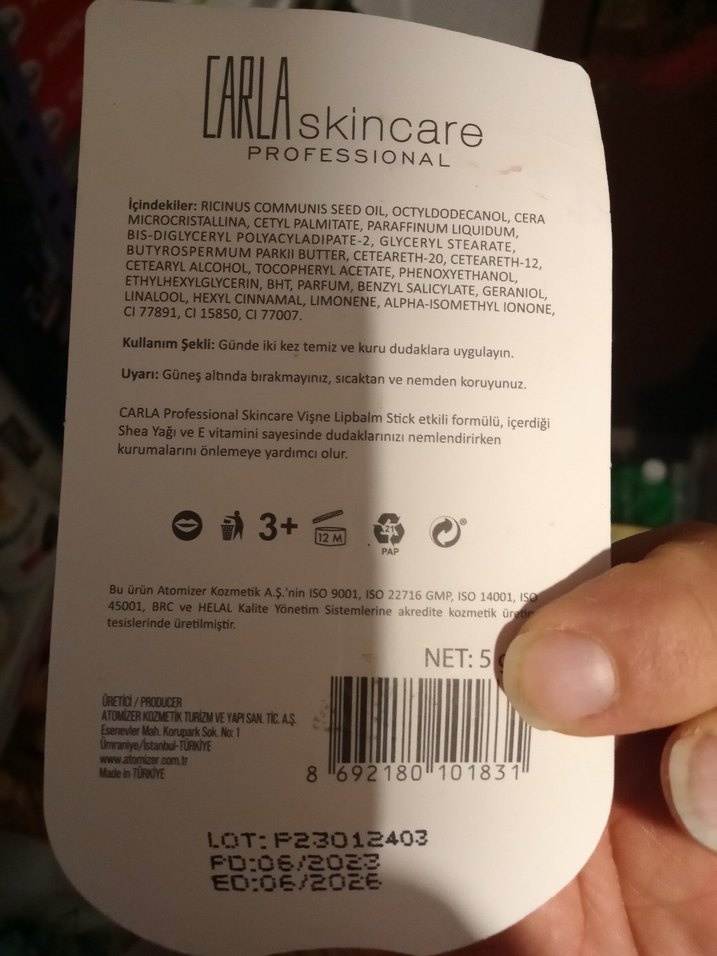 CARLA skincare
PROFESSIONAL
İçindekiler: RICINUS COMMUNIS SEED OIL, OCTYLDODECANOL, CERA
MICROCRISTALLINA, CETYL PALMITATE, PARAFFINUM LIQUIDUM,
BIS-DIGLYCERYL POLYACYLADIPATE-2, GLYCERYL STEARATE,
BUTYROSPERMUM PARKII BUTTER, CETEARETH-20, CETEARETH-12,
CETEARYL ALCOHOL, TOCOPHERYL ACETATE, PHENOXYETHANOL,
ETHYLHEXYLGLYCERIN, BHT, PARFUM, BENZYL SALICYLATE, GERANIOL,
LINALOOL, HEXYL CINNAMAL, LIMONENE, ALPHA-ISOMETHYL IONONE,
CI 77891, CI 15850, CI 77007.
Kullanım Şekli: Günde iki kez temiz ve kuru dudaklara uygulayın.
Uyarı: Güneş altında bırakmayınız, sıcaktan ve nemden koruyunuz.
CARLA Professional Skincare Vişne Lipbalm Stick etkili formülü, içerdiği
Shea Yağı ve E vitamini sayesinde dudaklarınızı nemlendirirken
kurumalarını önlemeye yardımcı olur.
3+ 12 M 21 ®
PAP
Bu ürün Atomizer Kozmetik A.Ş.'nin ISO 9001, ISO 22716 GMP, ISO 14001, ISO
45001, BRC ve HELAL Kalite Yönetim Sistemlerine akredite kozmetik üretim
tesislerinde üretilmiştir.
NET: 5 g
ÜRETİCİ / PRODUCER
ATOMİZER KOZMETİK TURİZM VE YAPI SAN. TİC. A.Ş.
Esenevler Mah. Korupark Sok. No: 1
Ümraniye/İstanbul-TÜRKİYE
www.atomizer.com.tr
Made in TÜRKİYE
8 692180 101831
LOT: P23012403
PD:06/2023
ED:06/2026